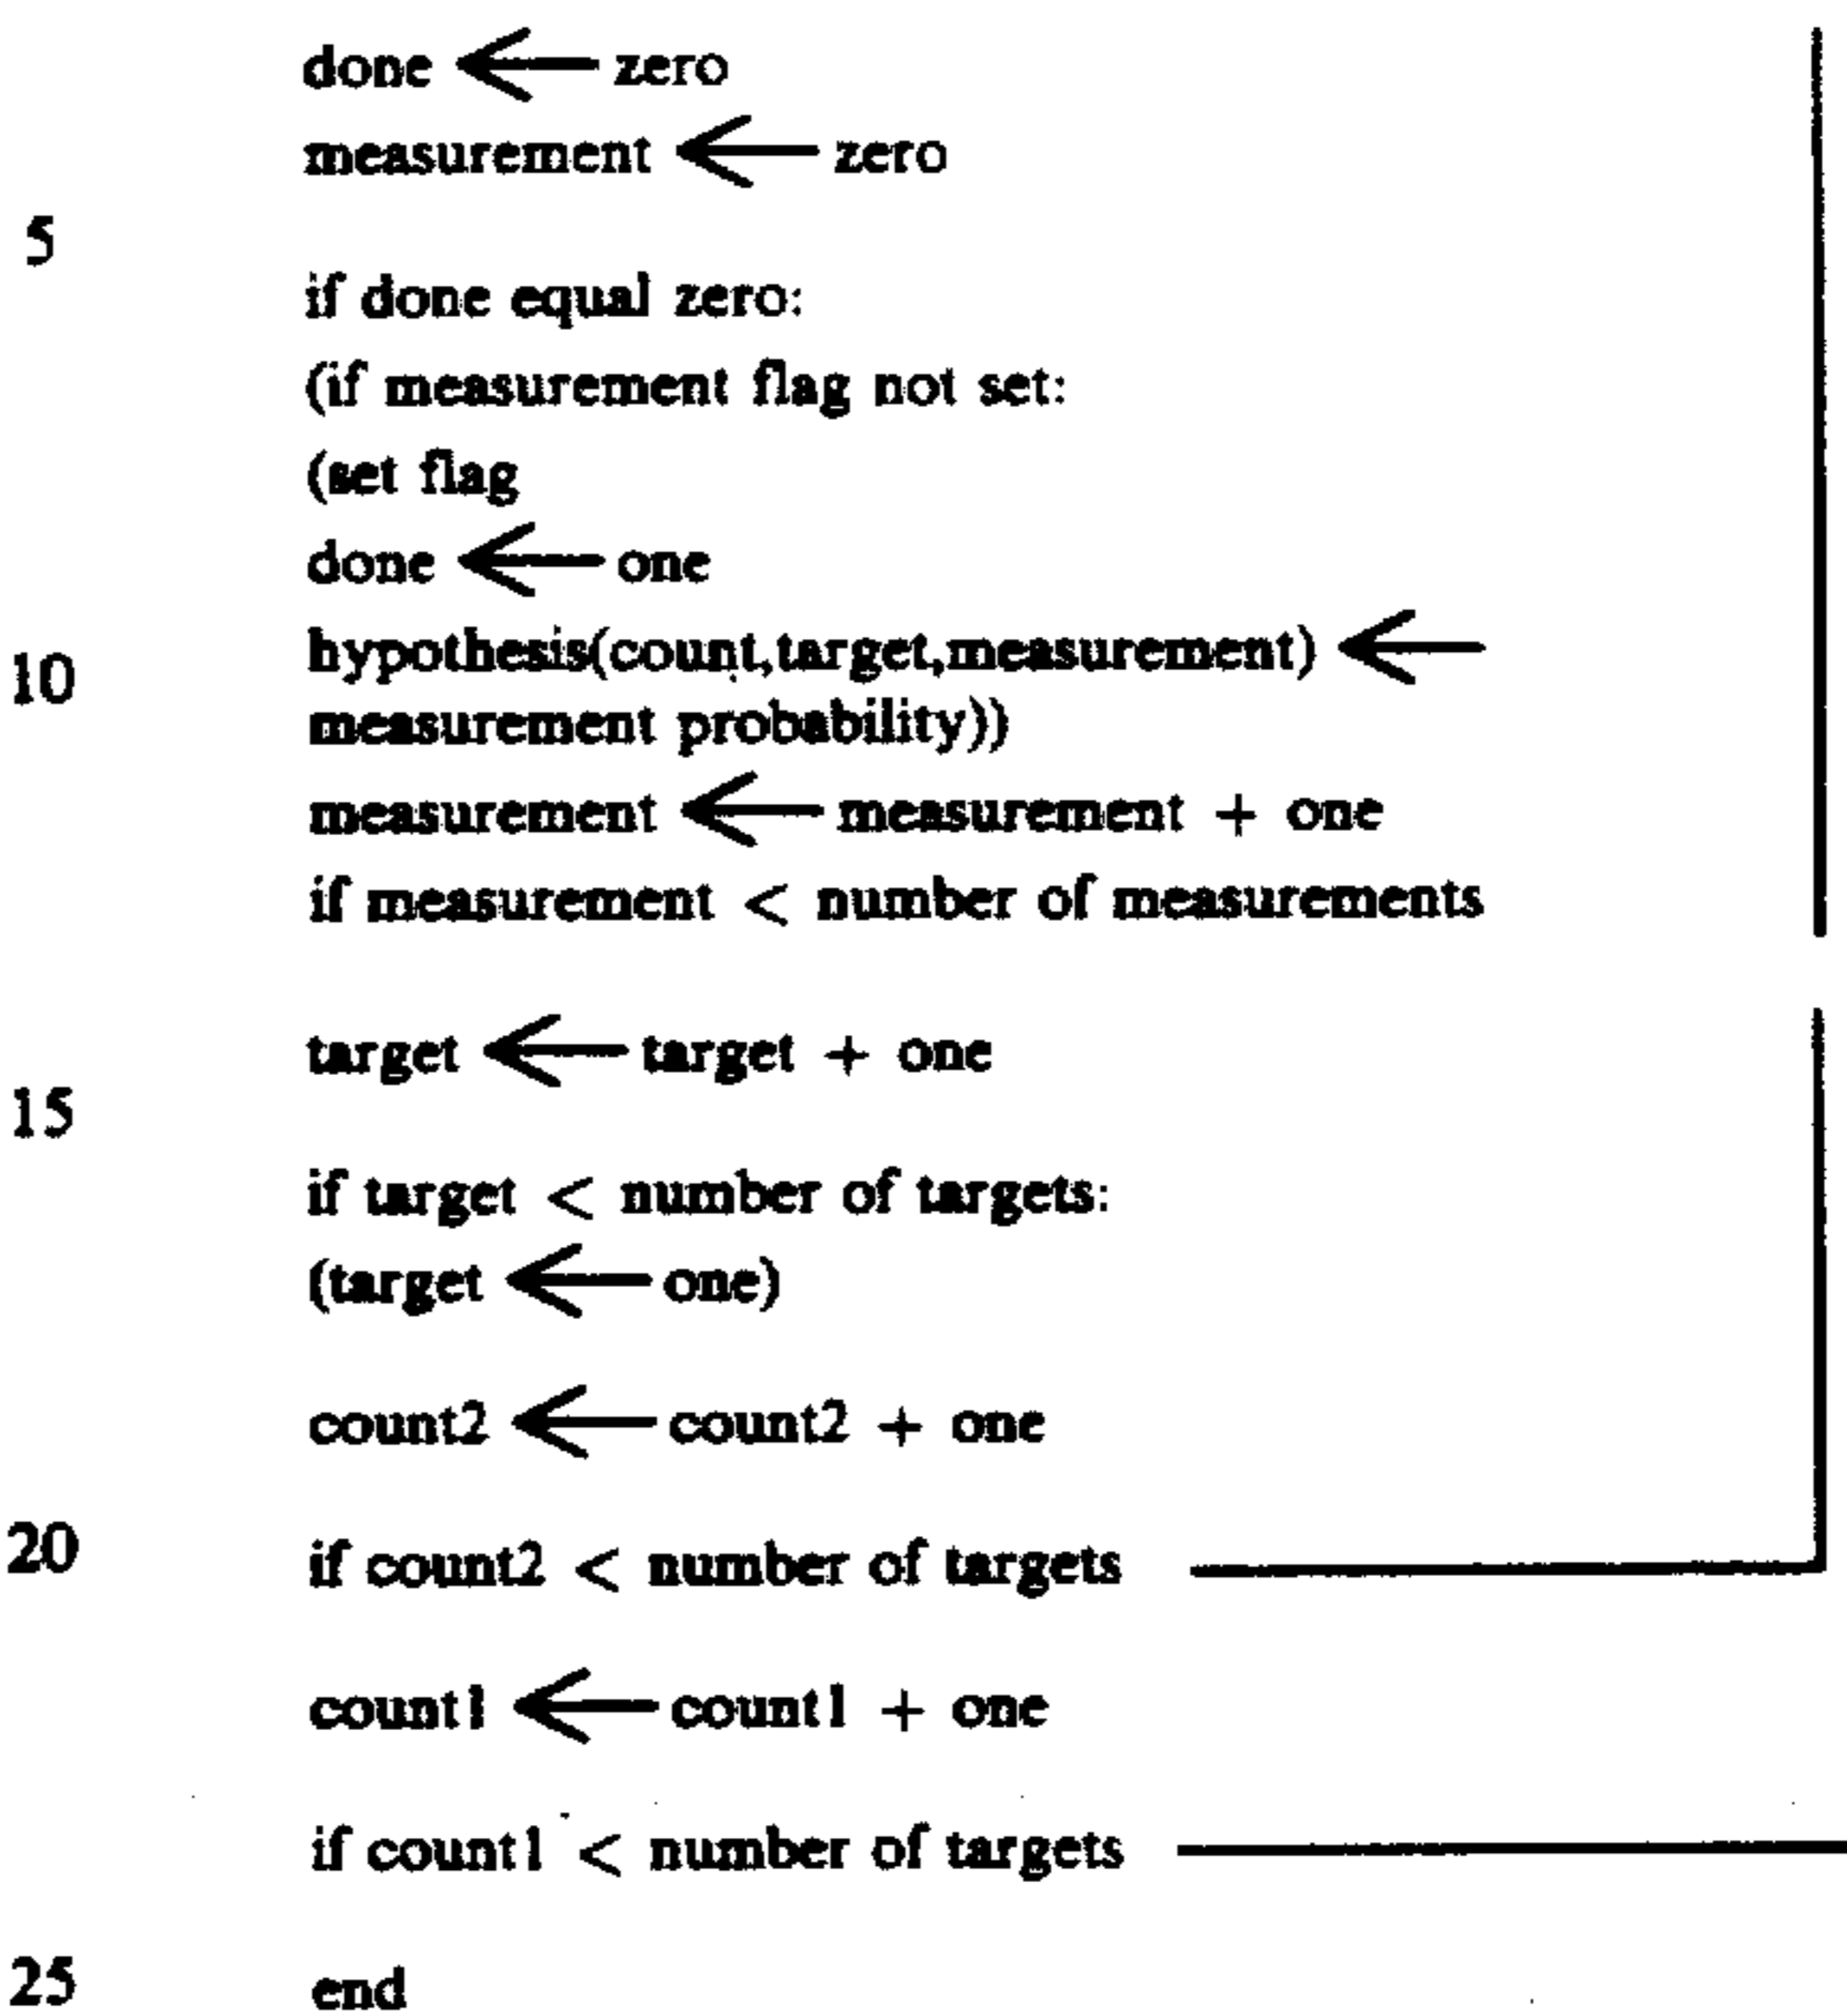 done ← zero
measurement ← zero
5
if done equal zero:
(if measurement flag not set:
(set flag
done ← one
10 hypothesis(count,target,measurement) ←
measurement probability))
measurement ← measurement + one
if measurement < number of measurements
target ← target + one
15
if target < number of targets:
(target ← one)
count2 ← count2 + one
20 if count2 < number of targets
count1 ← count1 + one
if count1 < number of targets
25 end